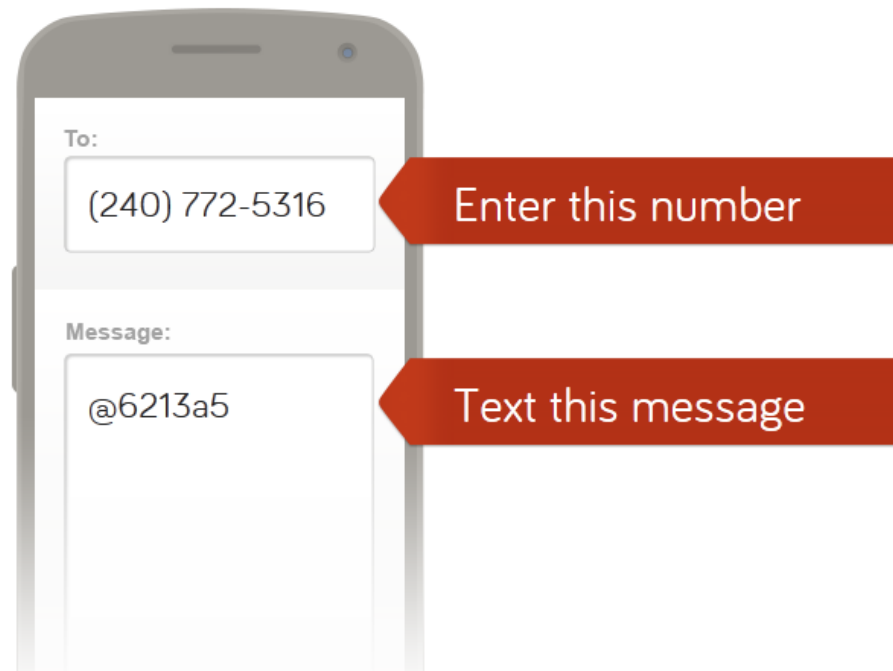 To:
(240) 772-5316
Enter this number
Message:
@6213a5
Text this message